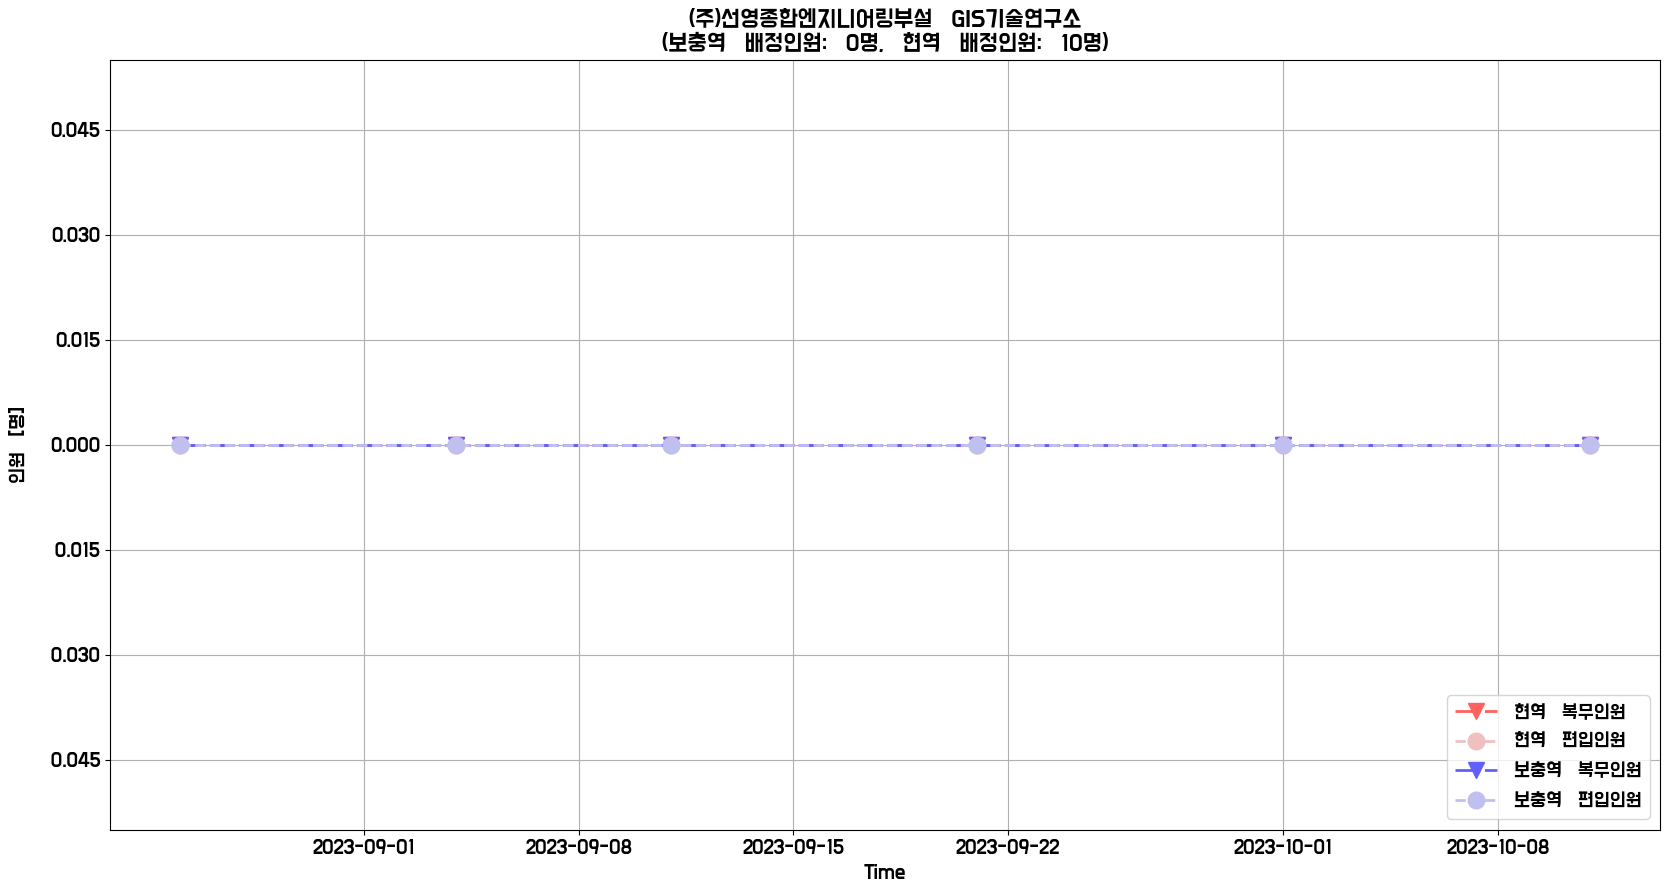 (주)선영종합엔지니어링부설 GIS기술연구소
(보충역 배정인원: 0명, 현역 배정인원: 10명)
0.045
0.030
0.015
0.000
0.015
0.030
0.045
인원 [명]
현역 복무인원
현역 편입인원
보충역 복무인원
보충역 편입인원
2023-09-01 2023-09-08 2023-09-15 2023-09-22 2023-10-01 2023-10-08
Time